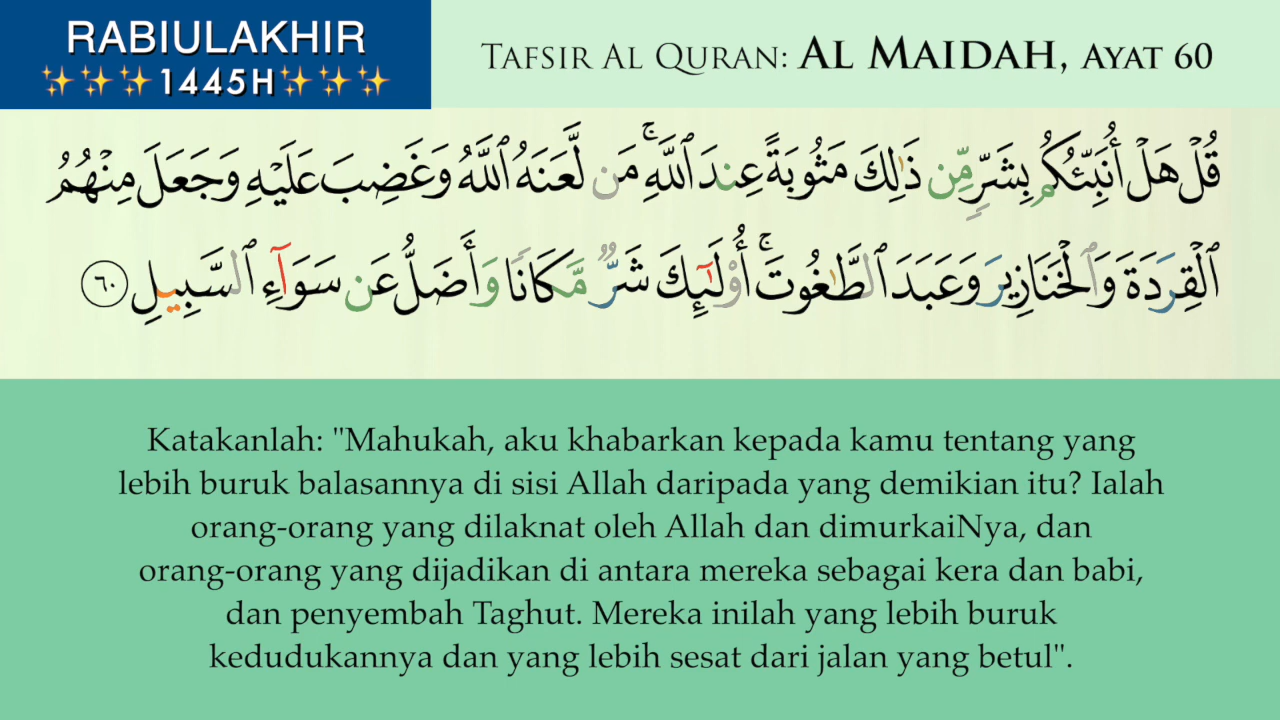 RABIULAKHIR
✨✨✨1445H✨✨✨
TAFSIR AL QURAN: AL MAIDAH, AYAT 60
قُلْ هَلْ أُنَبِّئُكُم بِشَرٍّ مِّن ذَٰلِكَ مَثُوبَةً عِندَ ٱللَّهِ ۚ مَن لَّعَنَهُ ٱللَّهُ وَغَضِبَ عَلَيْهِ وَجَعَلَ مِنْهُمُ
ٱلْقِرَدَةَ وَٱلْخَنَازِيرَ وَعَبَدَ ٱلطَّـٰغُوتَ ۚ أُو۟لَـٰٓئِكَ شَرٌّ مَّكَانًا وَأَضَلُّ عَن سَوَآءِ ٱلسَّبِيلِ ٦٠
Katakanlah: "Mahukah, aku khabarkan kepada kamu tentang yang
lebih buruk balasannya di sisi Allah daripada yang demikian itu? Ialah
orang-orang yang dilaknat oleh Allah dan dimurkaiNya, dan
orang-orang yang dijadikan di antara mereka sebagai kera dan babi,
dan penyembah Taghut. Mereka inilah yang lebih buruk
kedudukannya dan yang lebih sesat dari jalan yang betul".